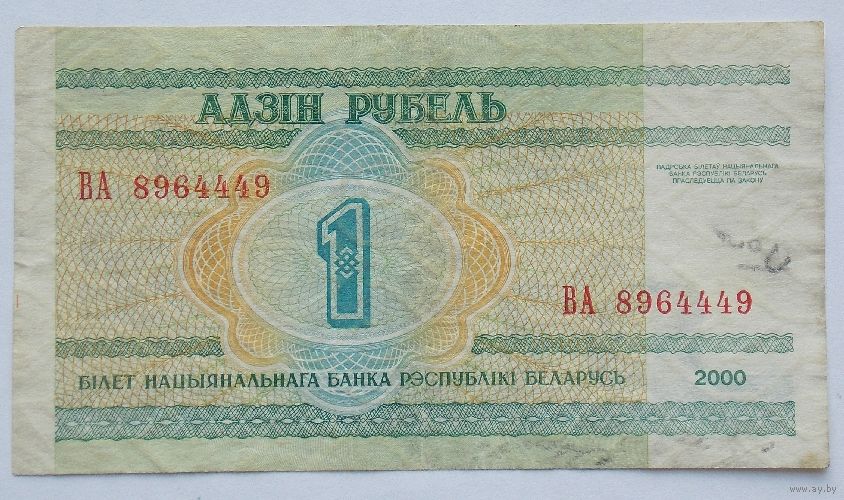 АДЗІН РУБЕЛЬ
ВА 8964449
ПАДРОБКА БІЛЕТАЎ НАЦЫЯНАЛЬНАГА
БАНКА РЭСПУБЛІКІ БЕЛАРУСЬ
ПРАСЛЕДУЕЦЦА ПА ЗАКОНУ
1
ВА 8964449
БІЛЕТ НАЦЫЯНАЛЬНАГА БАНКА РЭСПУБЛІКІ БЕЛАРУСЬ
2000
www.ay.by